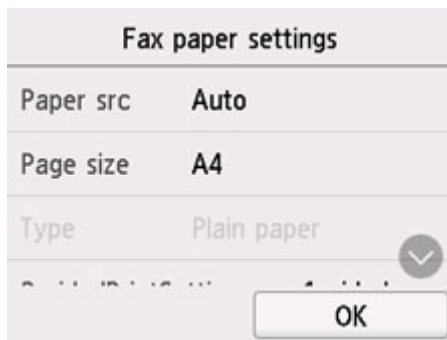 Fax paper settings
Paper src Auto
Page size A4
Type Plain paper
OK